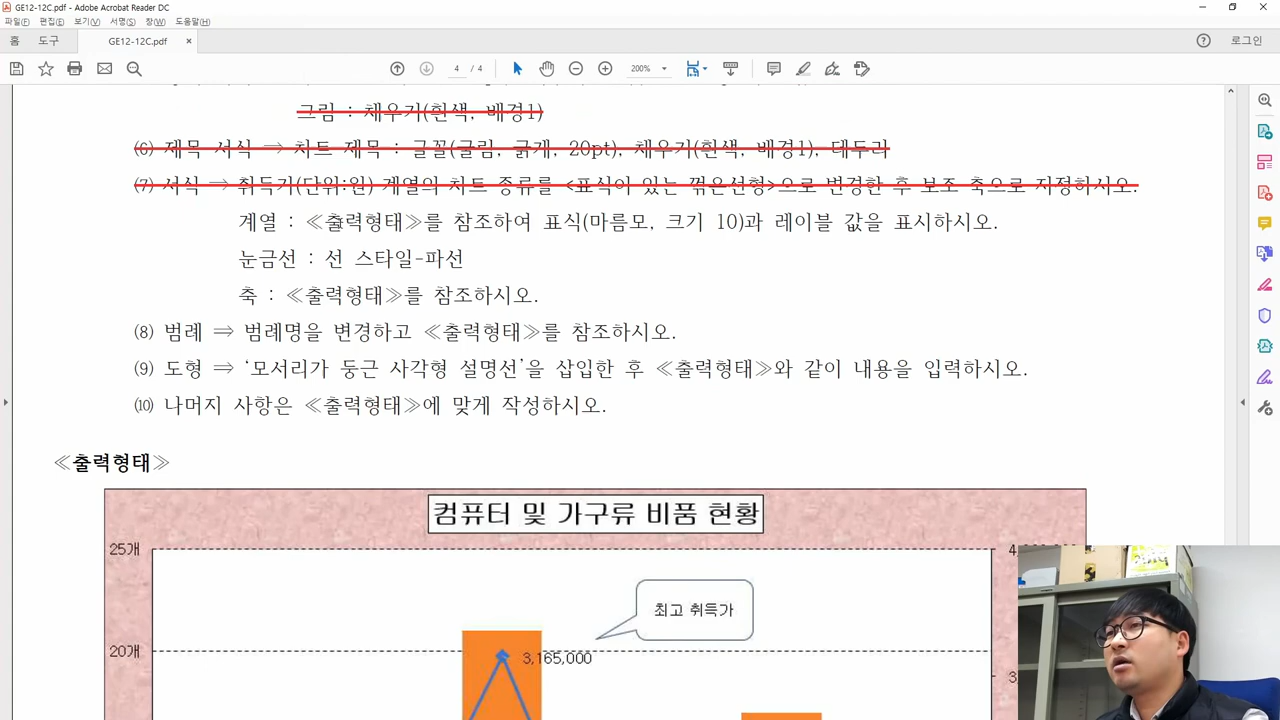 GE12-12C.pdf - Adobe Acrobat Reader DC
파일(F) 편집(E) 보기(V) 서명(S) 창(W) 도움말(H)
홈 도구 GE12-12C.pdf × 로그인
4 / 4 200%
그림 : 채우기(흰색, 배경1)
(6) 제목 서식 ⇒ 차트 제목 : 글꼴(굴림, 굵게, 20pt), 채우기(흰색, 배경1), 테두리
(7) 서식 ⇒ 취득가(단위:원) 계열의 차트 종류를 <표식이 있는 꺾은선형>으로 변경한 후 보조 축으로 지정하시오.
계열 : ≪출력형태≫를 참조하여 표식(마름모, 크기 10)과 레이블 값을 표시하시오.
눈금선 : 선 스타일-파선
축 : ≪출력형태≫를 참조하시오.
(8) 범례 ⇒ 범례명을 변경하고 ≪출력형태≫를 참조하시오.
(9) 도형 ⇒ ‘모서리가 둥근 사각형 설명선’을 삽입한 후 ≪출력형태≫와 같이 내용을 입력하시오.
(10) 나머지 사항은 ≪출력형태≫에 맞게 작성하시오.
≪출력형태≫
컴퓨터 및 가구류 비품 현황
25개
최고 취득가
20개
3,165,000